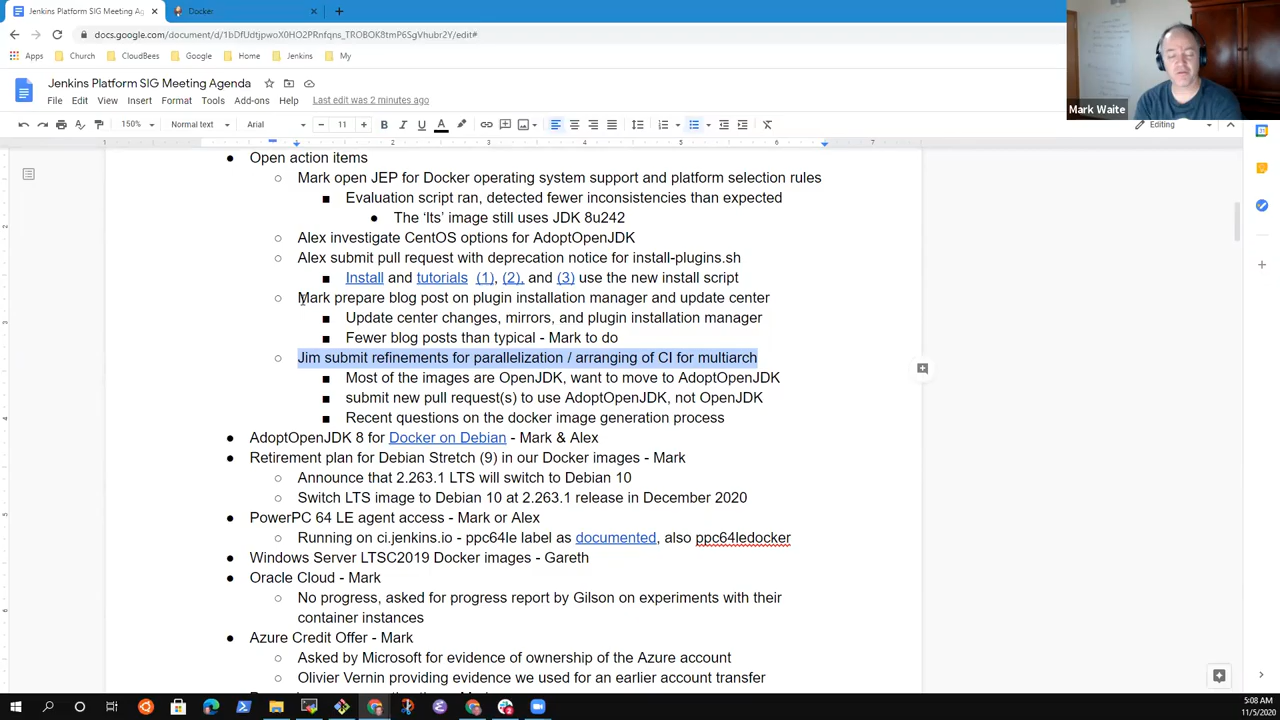 Jenkins Platform SIG Meeting Ag
Docker
docs.google.com/document/d/1bDfUdtjpwoX0HO2PRnfqns_TROBOK8tmP6SgVhubr2Y/edit#
Apps Church CloudBees Google Home Jenkins My
Mark Waite
Jenkins Platform SIG Meeting Agenda
File Edit View Insert Format Tools Add-ons Help Last edit was 2 minutes ago
150% Normal text Arial 11 Editing
1 2 3 4 5 6 7
Open action items
Mark open JEP for Docker operating system support and platform selection rules
Evaluation script ran, detected fewer inconsistencies than expected
The ‘lts’ image still uses JDK 8u242
Alex investigate CentOS options for AdoptOpenJDK
Alex submit pull request with deprecation notice for install-plugins.sh
Install and tutorials (1), (2), and (3) use the new install script
Mark prepare blog post on plugin installation manager and update center
Update center changes, mirrors, and plugin installation manager
Fewer blog posts than typical - Mark to do
Jim submit refinements for parallelization / arranging of CI for multiarch
Most of the images are OpenJDK, want to move to AdoptOpenJDK
submit new pull request(s) to use AdoptOpenJDK, not OpenJDK
Recent questions on the docker image generation process
AdoptOpenJDK 8 for Docker on Debian - Mark & Alex
Retirement plan for Debian Stretch (9) in our Docker images - Mark
Announce that 2.263.1 LTS will switch to Debian 10
Switch LTS image to Debian 10 at 2.263.1 release in December 2020
PowerPC 64 LE agent access - Mark or Alex
Running on ci.jenkins.io - ppc64le label as documented, also ppc64ledocker
Windows Server LTSC2019 Docker images - Gareth
Oracle Cloud - Mark
No progress, asked for progress report by Gilson on experiments with their
container instances
Azure Credit Offer - Mark
Asked by Microsoft for evidence of ownership of the Azure account
Olivier Vernin providing evidence we used for an earlier account transfer
5:08 AM
11/5/2020